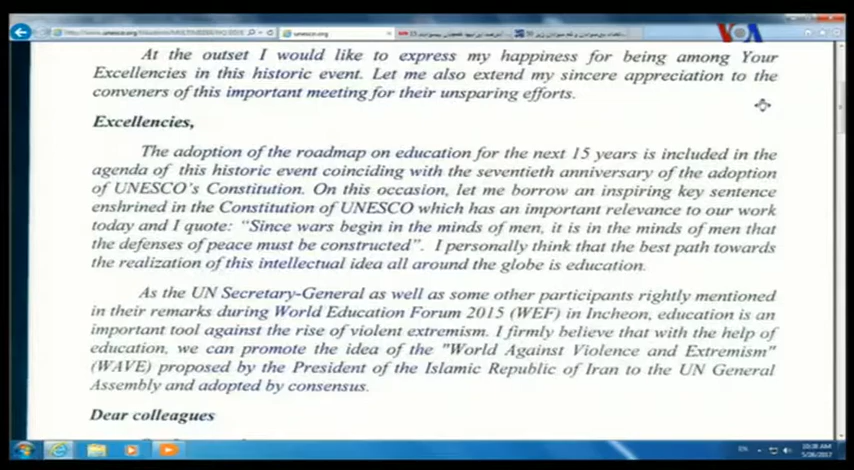 unesco.org
VOA
At the outset I would like to express my happiness for being among Your
Excellencies in this historic event. Let me also extend my sincere appreciation to the
conveners of this important meeting for their unsparing efforts.
Excellencies,
The adoption of the roadmap on education for the next 15 years is included in the
agenda of this historic event coinciding with the seventieth anniversary of the adoption
of UNESCO's Constitution. On this occasion, let me borrow an inspiring key sentence
enshrined in the Constitution of UNESCO which has an important relevance to our work
today and I quote: "Since wars begin in the minds of men, it is in the minds of men that
the defenses of peace must be constructed". I personally think that the best path towards
the realization of this intellectual idea all around the globe is education.
As the UN Secretary-General as well as some other participants rightly mentioned
in their remarks during World Education Forum 2015 (WEF) in Incheon, education is an
important tool against the rise of violent extremism. I firmly believe that with the help of
education, we can promote the idea of the "World Against Violence and Extremism"
(WAVE) proposed by the President of the Islamic Republic of Iran to the UN General
Assembly and adopted by consensus.
Dear colleagues
EN
10:38 AM
5/26/2017